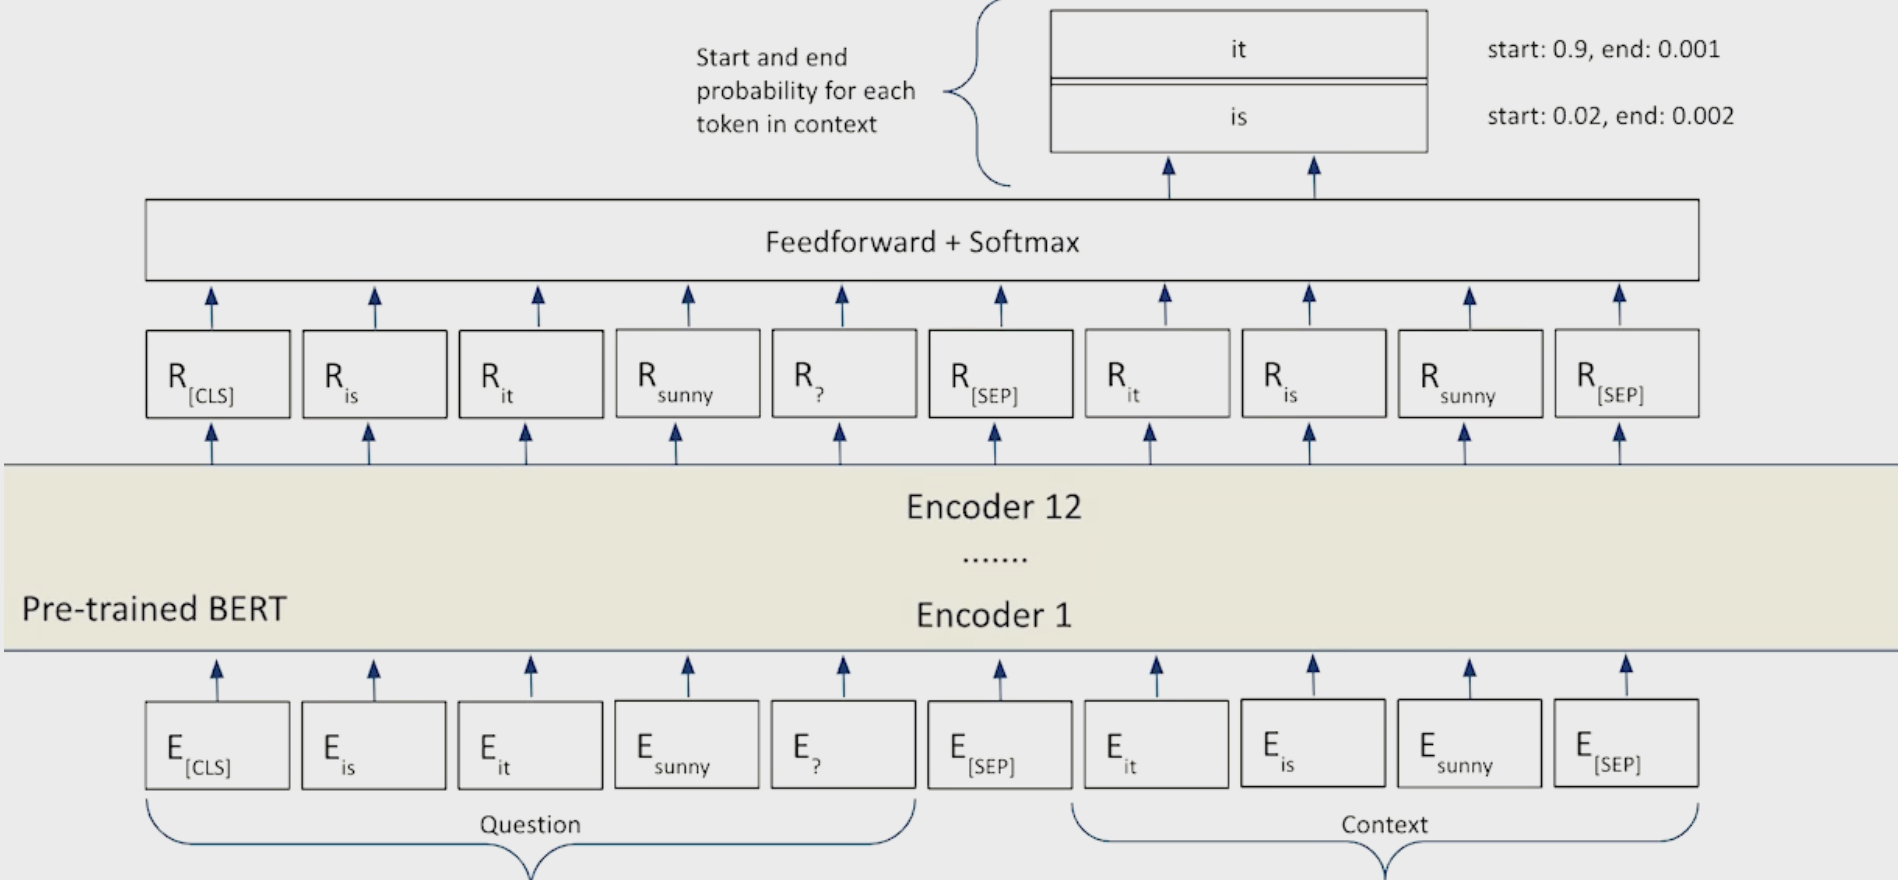 Start and end
probability for each
token in context
it
start: 0.9, end: 0.001
is
start: 0.02, end: 0.002
Feedforward + Softmax
R[CLS] Ris Rit Rsunny R? R[SEP] Rit Ris Rsunny R[SEP]
Encoder 12
.......
Pre-trained BERT
Encoder 1
E[CLS] Eis Eit Esunny E? E[SEP] Eit Eis Esunny E[SEP]
Question
Context